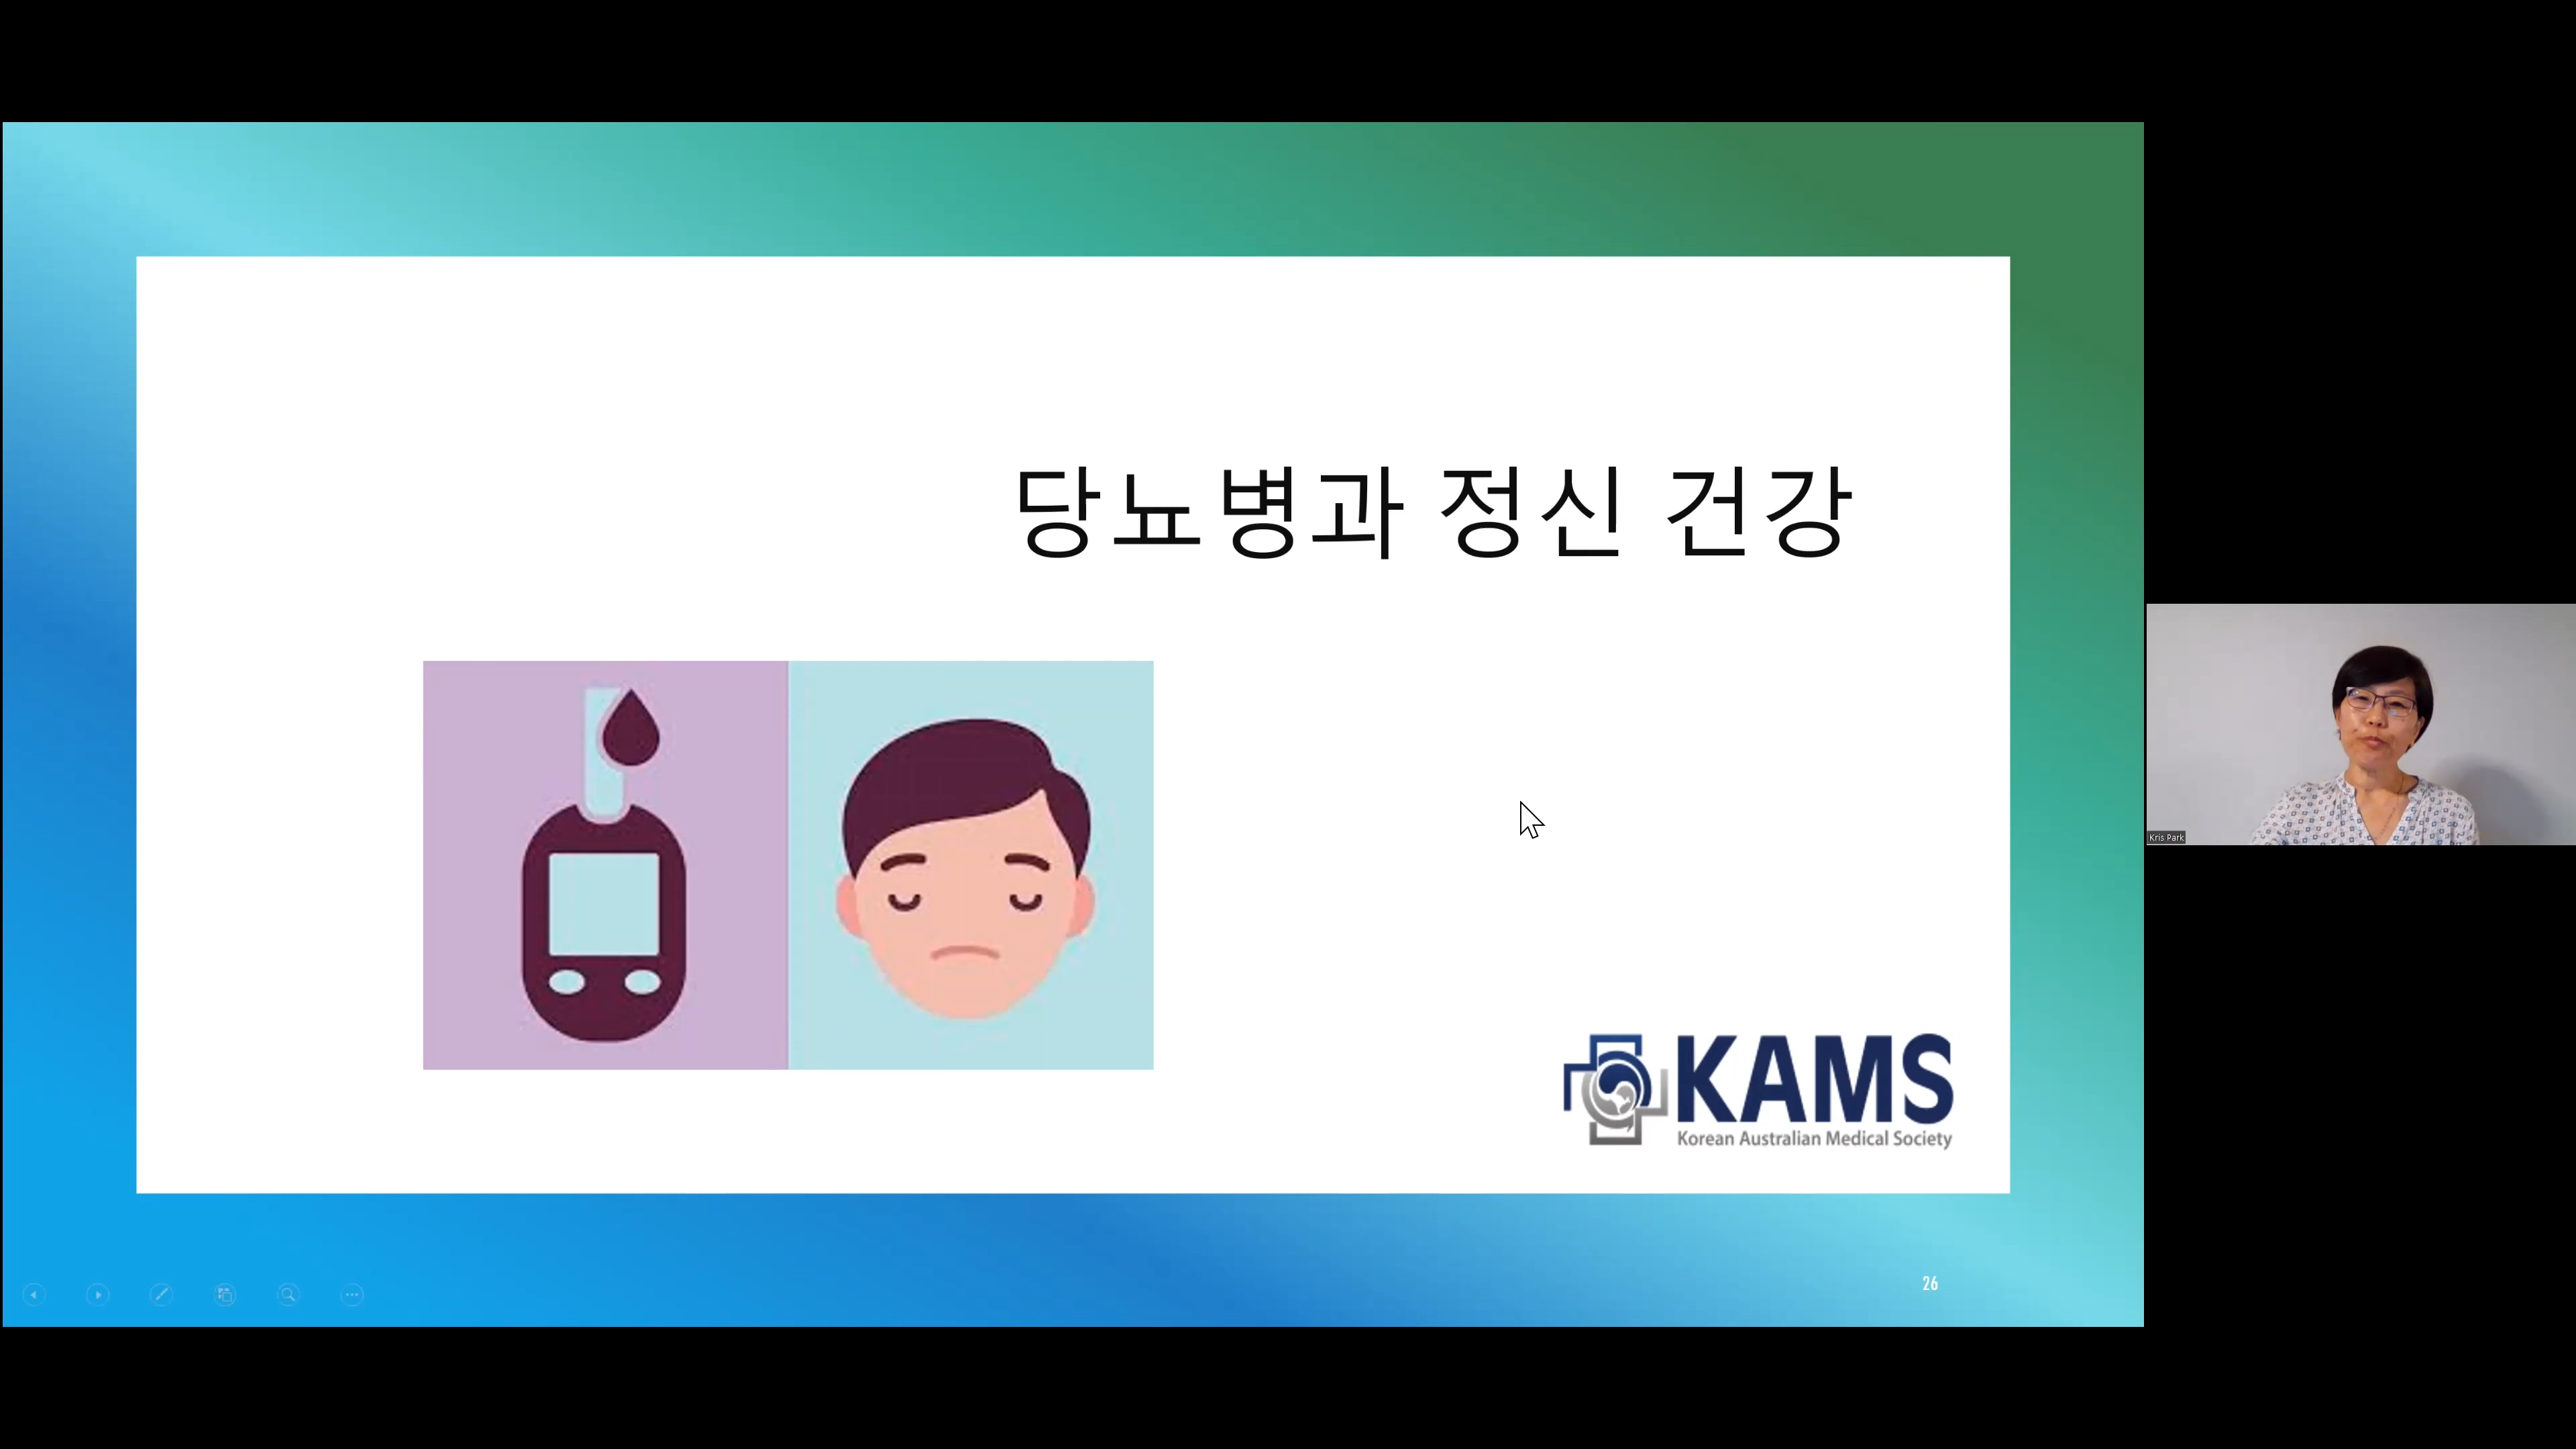 당뇨병과 정신 건강
KAMS
Korean Australian Medical Society
26
Kris Park